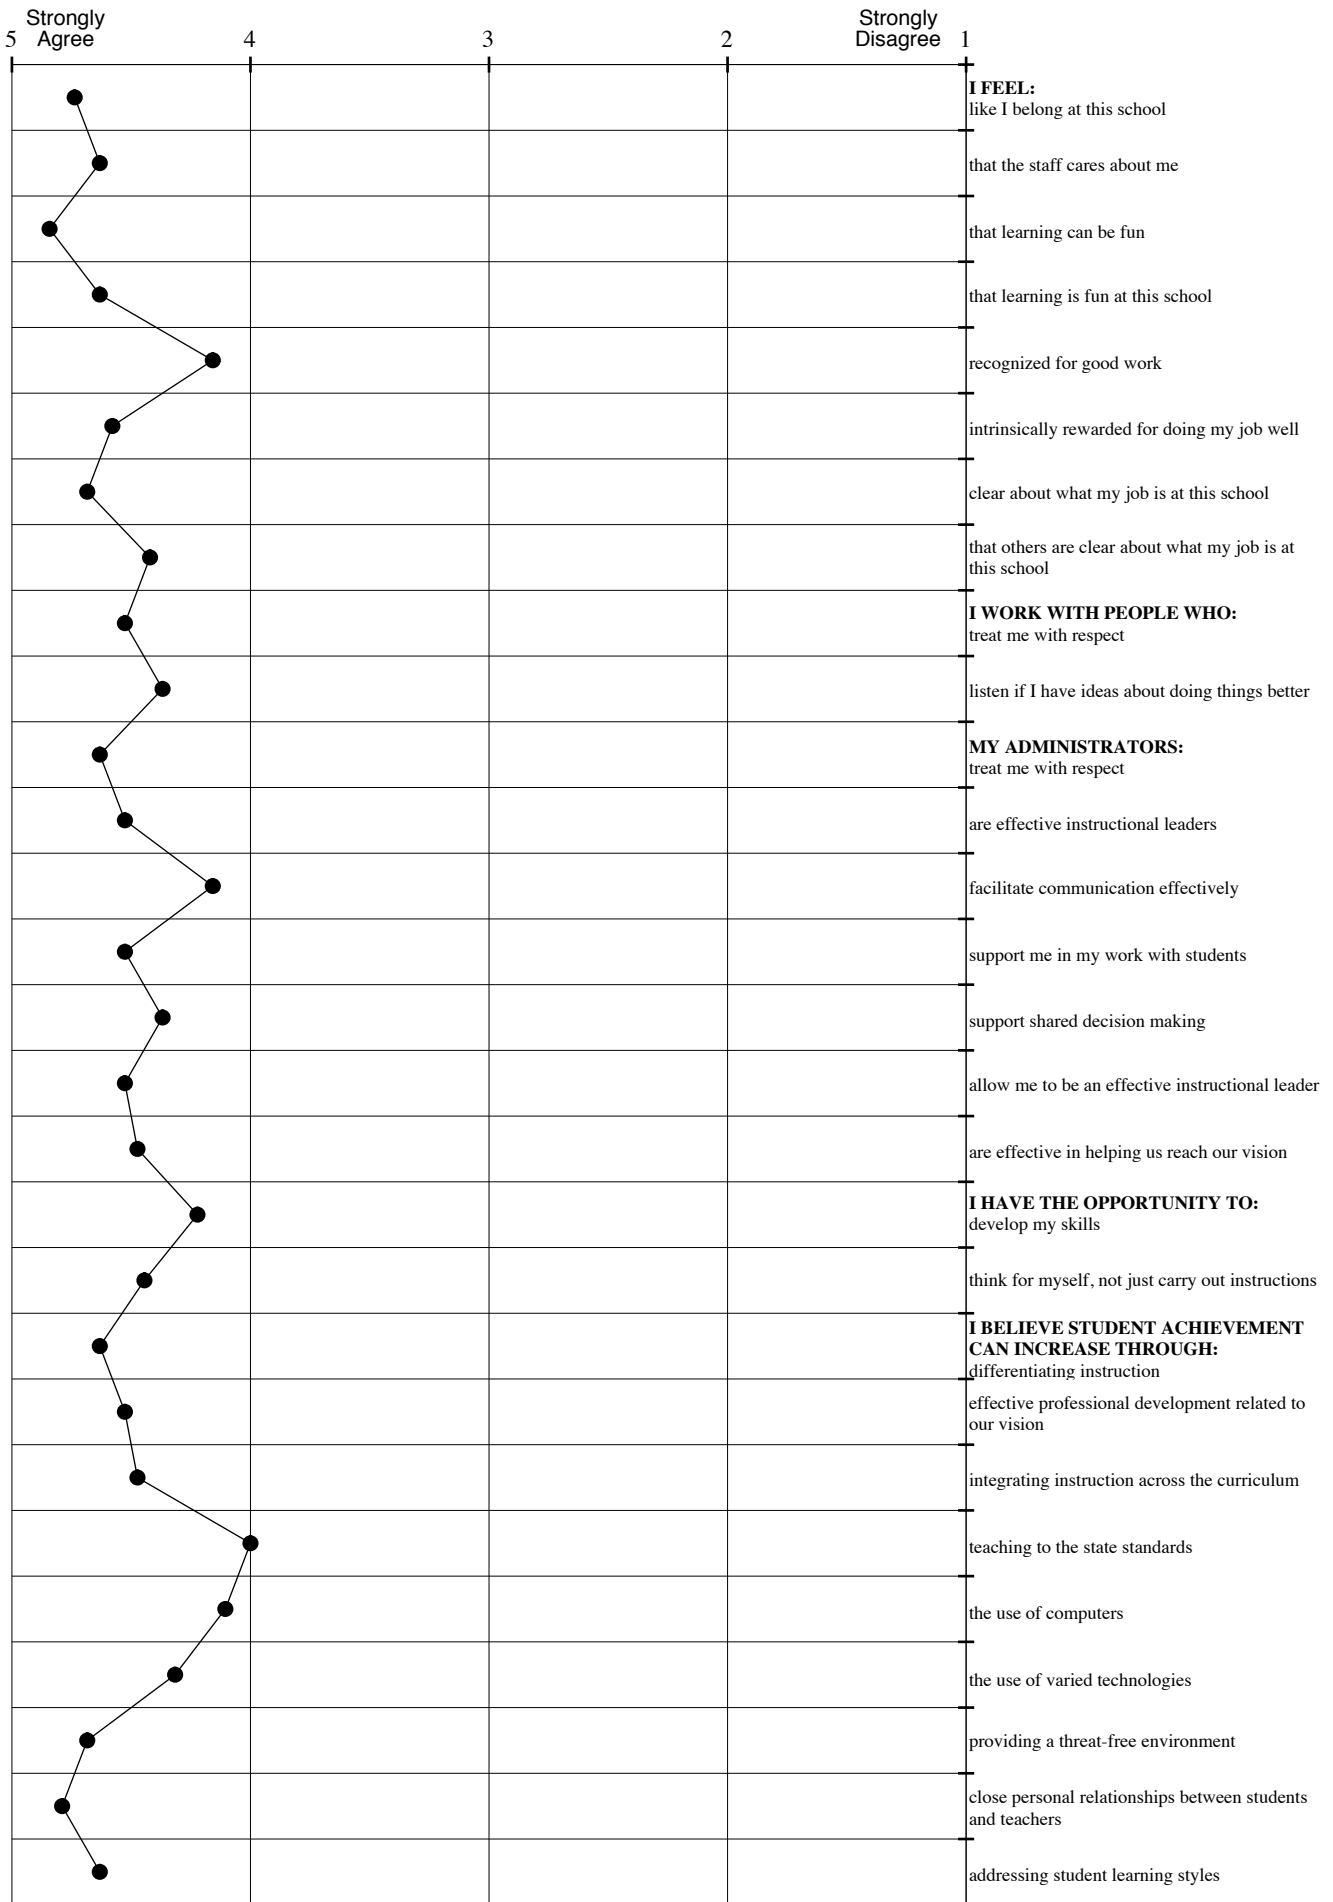 Strongly
5 Agree 4 3 2
Strongly
Disagree 1
I FEEL:
like I belong at this school
that the staff cares about me
that learning can be fun
that learning is fun at this school
recognized for good work
intrinsically rewarded for doing my job well
clear about what my job is at this school
that others are clear about what my job is at
this school
I WORK WITH PEOPLE WHO:
treat me with respect
listen if I have ideas about doing things better
MY ADMINISTRATORS:
treat me with respect
are effective instructional leaders
facilitate communication effectively
support me in my work with students
support shared decision making
allow me to be an effective instructional leader
are effective in helping us reach our vision
I HAVE THE OPPORTUNITY TO:
develop my skills
think for myself, not just carry out instructions
I BELIEVE STUDENT ACHIEVEMENT
CAN INCREASE THROUGH:
differentiating instruction
effective professional development related to
our vision
integrating instruction across the curriculum
teaching to the state standards
the use of computers
the use of varied technologies
providing a threat-free environment
close personal relationships between students
and teachers
addressing student learning styles